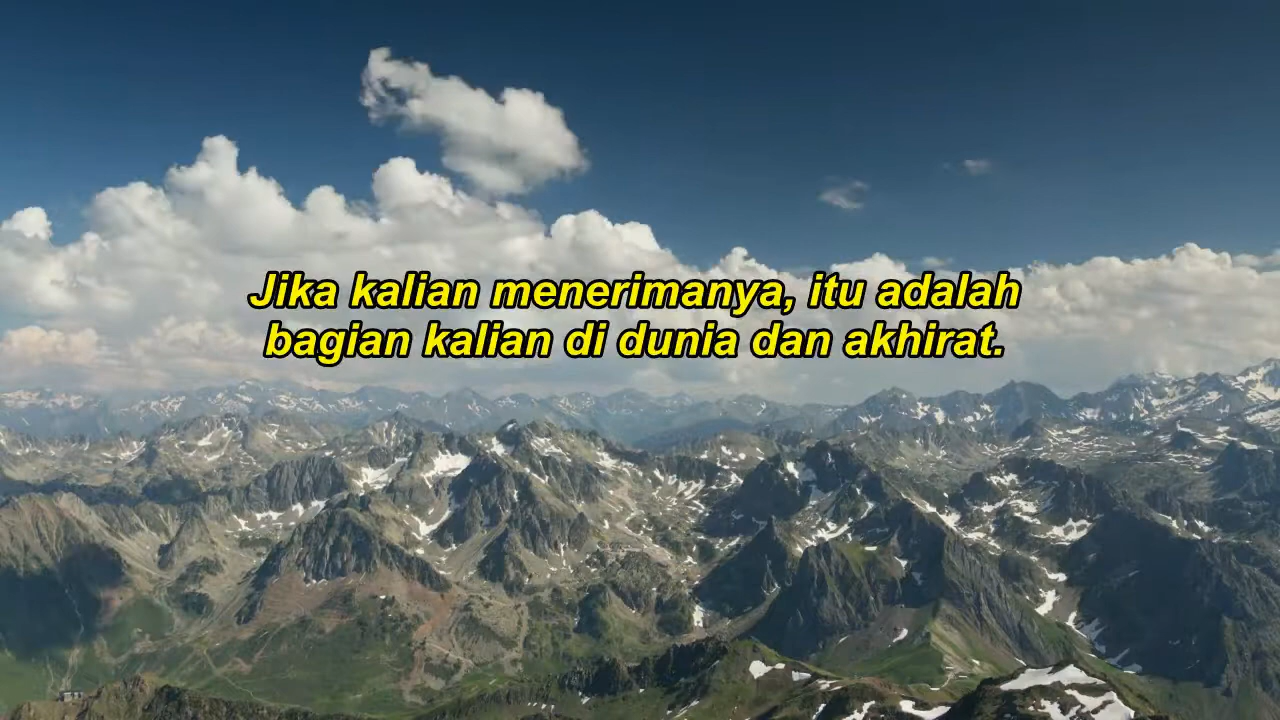 Jika kalian menerimanya, itu adalah
bagian kalian di dunia dan akhirat.